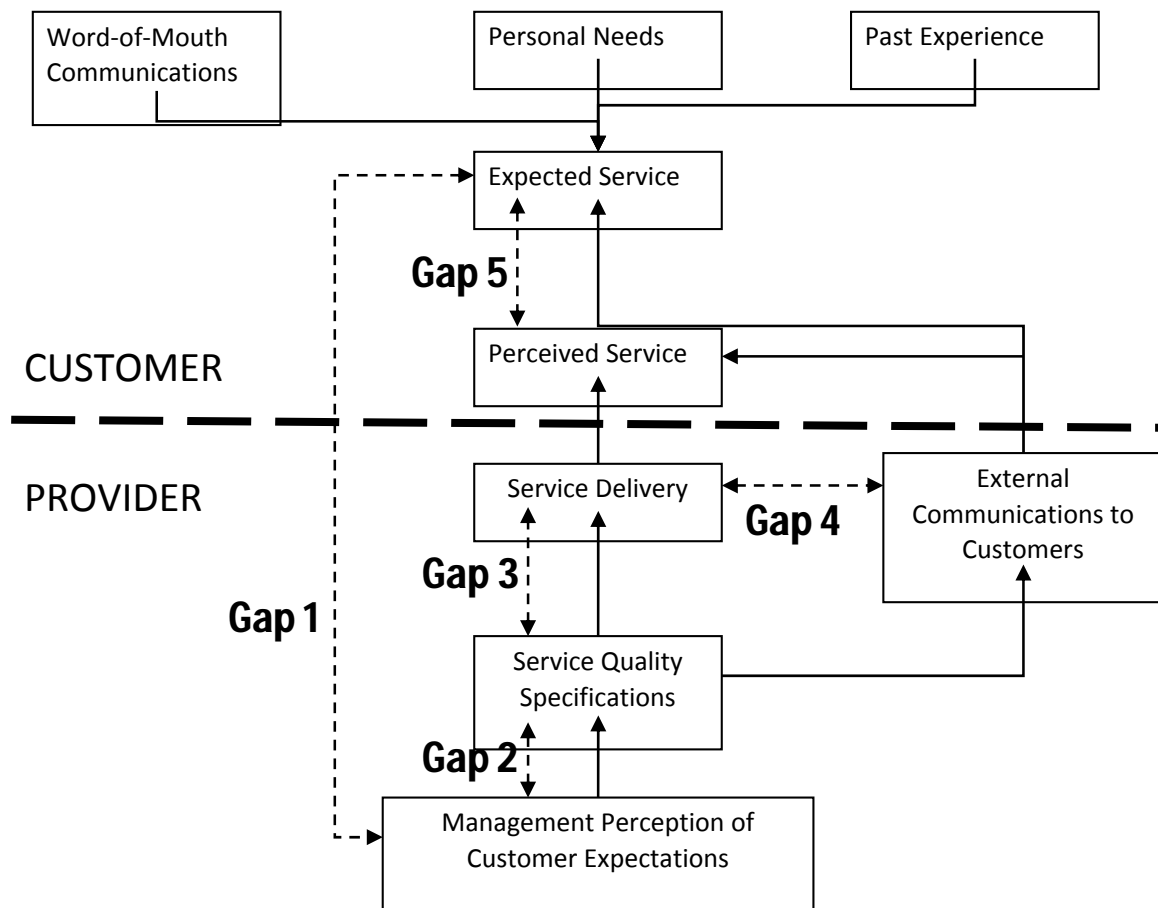 Word-of-Mouth
Communications
Personal Needs
Past Experience
Expected Service
Gap 5
Perceived Service
CUSTOMER
PROVIDER
Service Delivery
External
Communications to
Customers
Gap 4
Gap 3
Gap 1
Service Quality
Specifications
Gap 2
Management Perception of
Customer Expectations